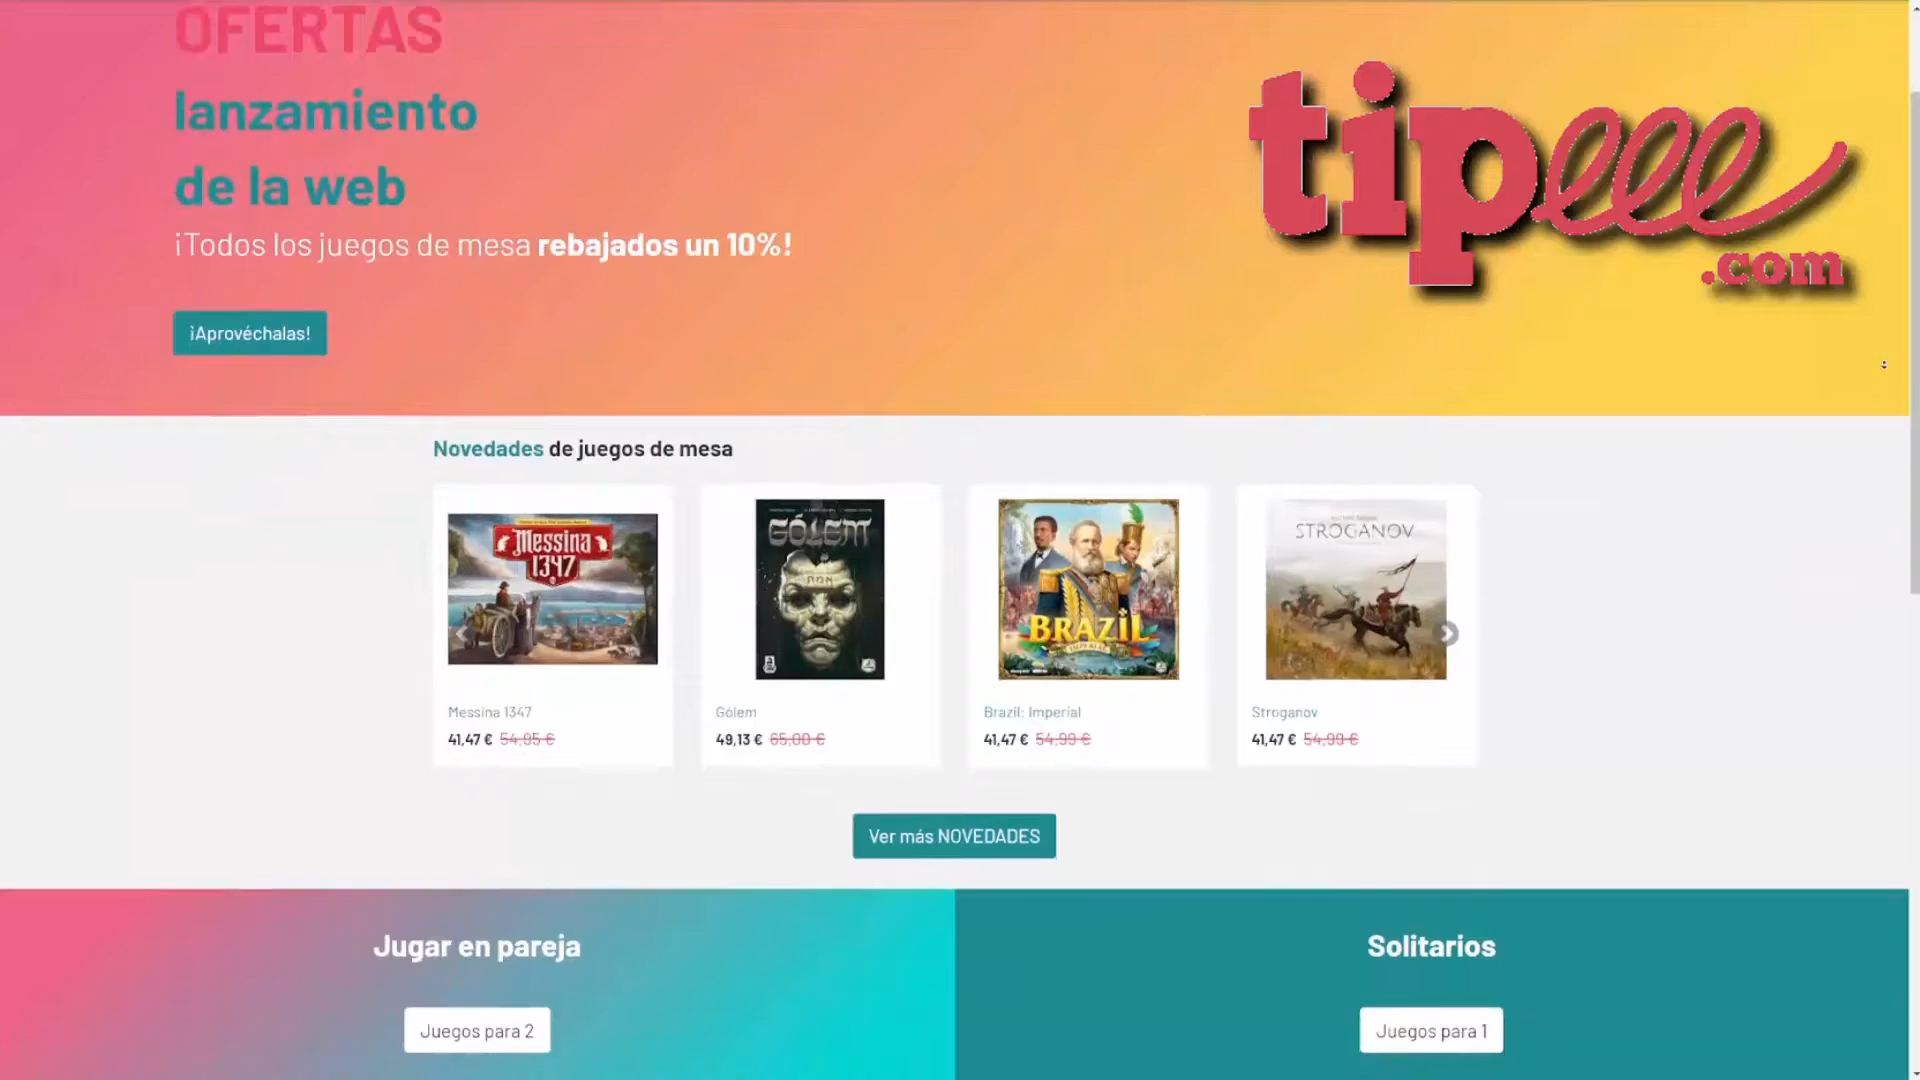 OFERTAS
lanzamiento
de la web
¡Todos los juegos de mesa rebajados un 10%!
¡Aprovéchalas!
tipeee
.com
Novedades de juegos de mesa
Messina
1347
GÓLEM
אמת
BRAZIL
IMPERIAL
STROGANOV
Messina 1347
41,47 € 54,95 €
Gólem
49,13 € 65,00 €
Brazil: Imperial
41,47 € 54,99 €
Stroganov
41,47 € 54,99 €
Ver más NOVEDADES
Jugar en pareja
Juegos para 2
Solitarios
Juegos para 1